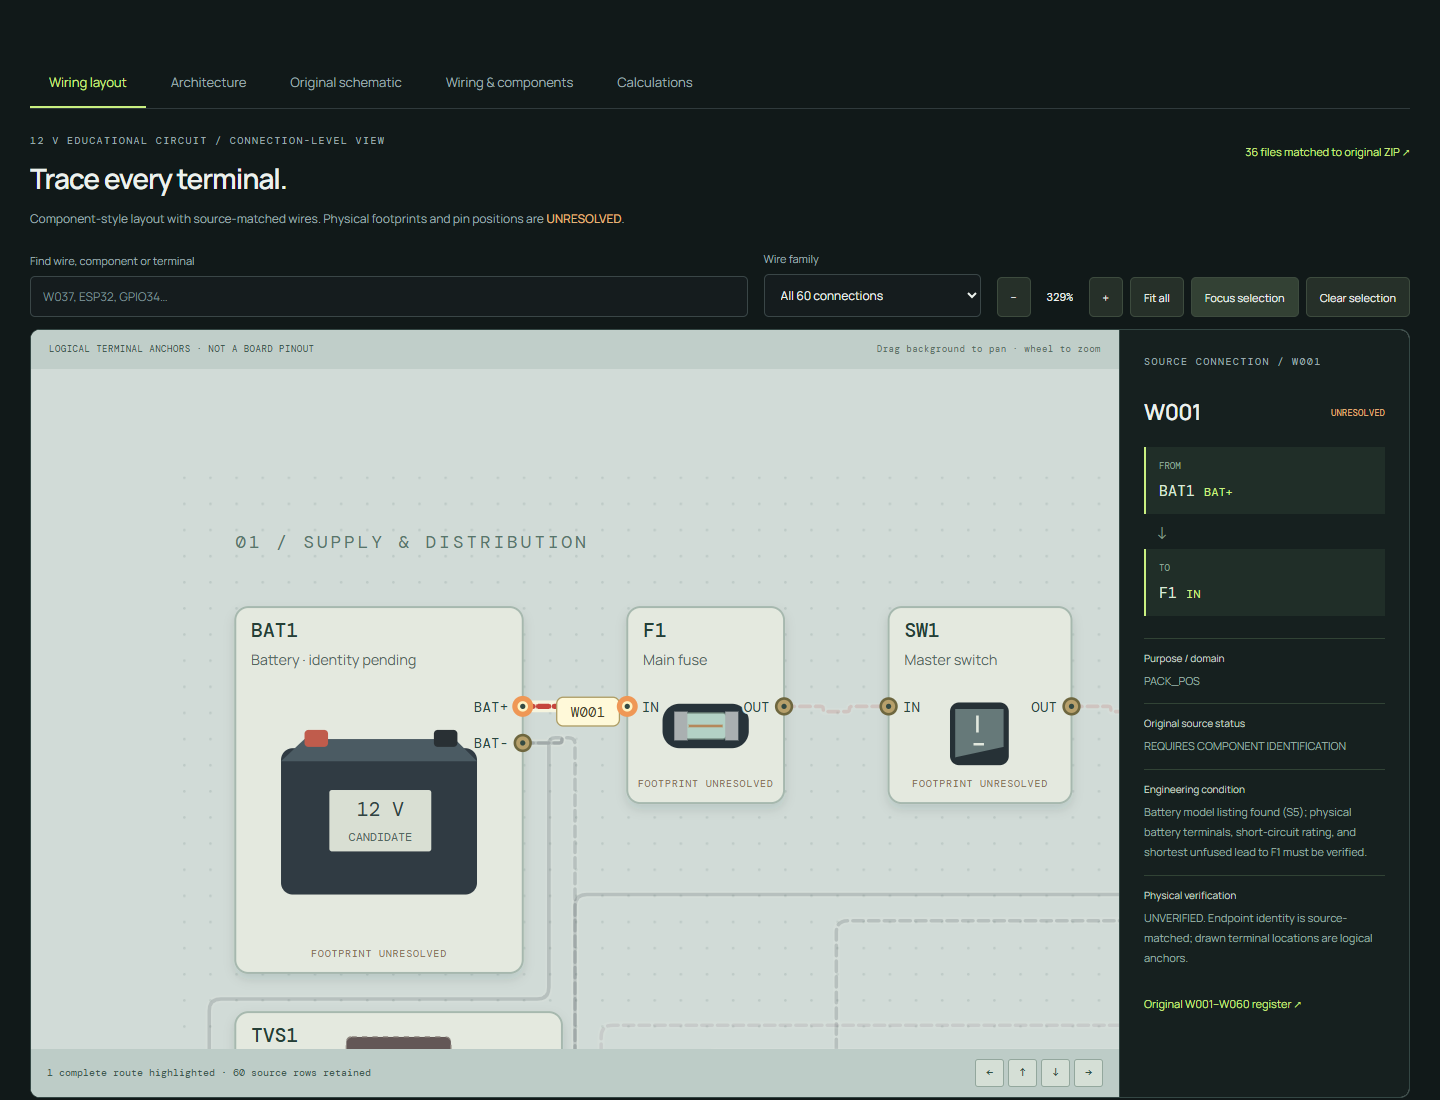 Wiring layout
Architecture
Original schematic
Wiring & components
Calculations
12 V EDUCATIONAL CIRCUIT / CONNECTION-LEVEL VIEW
36 files matched to original ZIP ↗
Trace every terminal.
Component-style layout with source-matched wires. Physical footprints and pin positions are UNRESOLVED.
Find wire, component or terminal
Wire family
W037, ESP32, GPIO34...
All 60 connections
−
329%
+
Fit all
Focus selection
Clear selection
LOGICAL TERMINAL ANCHORS · NOT A BOARD PINOUT
Drag background to pan · wheel to zoom
01 / SUPPLY & DISTRIBUTION
BAT1
Battery · identity pending
BAT+
BAT-
12 V
CANDIDATE
FOOTPRINT UNRESOLVED
W001
F1
Main fuse
IN
OUT
FOOTPRINT UNRESOLVED
SW1
Master switch
IN
OUT
FOOTPRINT UNRESOLVED
TVS1
1 complete route highlighted · 60 source rows retained
←
↑
↓
→
SOURCE CONNECTION / W001
W001
UNRESOLVED
FROM
BAT1 BAT+
↓
TO
F1 IN
Purpose / domain
PACK_POS
Original source status
REQUIRES COMPONENT IDENTIFICATION
Engineering condition
Battery model listing found (S5); physical
battery terminals, short-circuit rating, and
shortest unfused lead to F1 must be verified.
Physical verification
UNVERIFIED. Endpoint identity is source-
matched; drawn terminal locations are logical
anchors.
Original W001–W060 register ↗